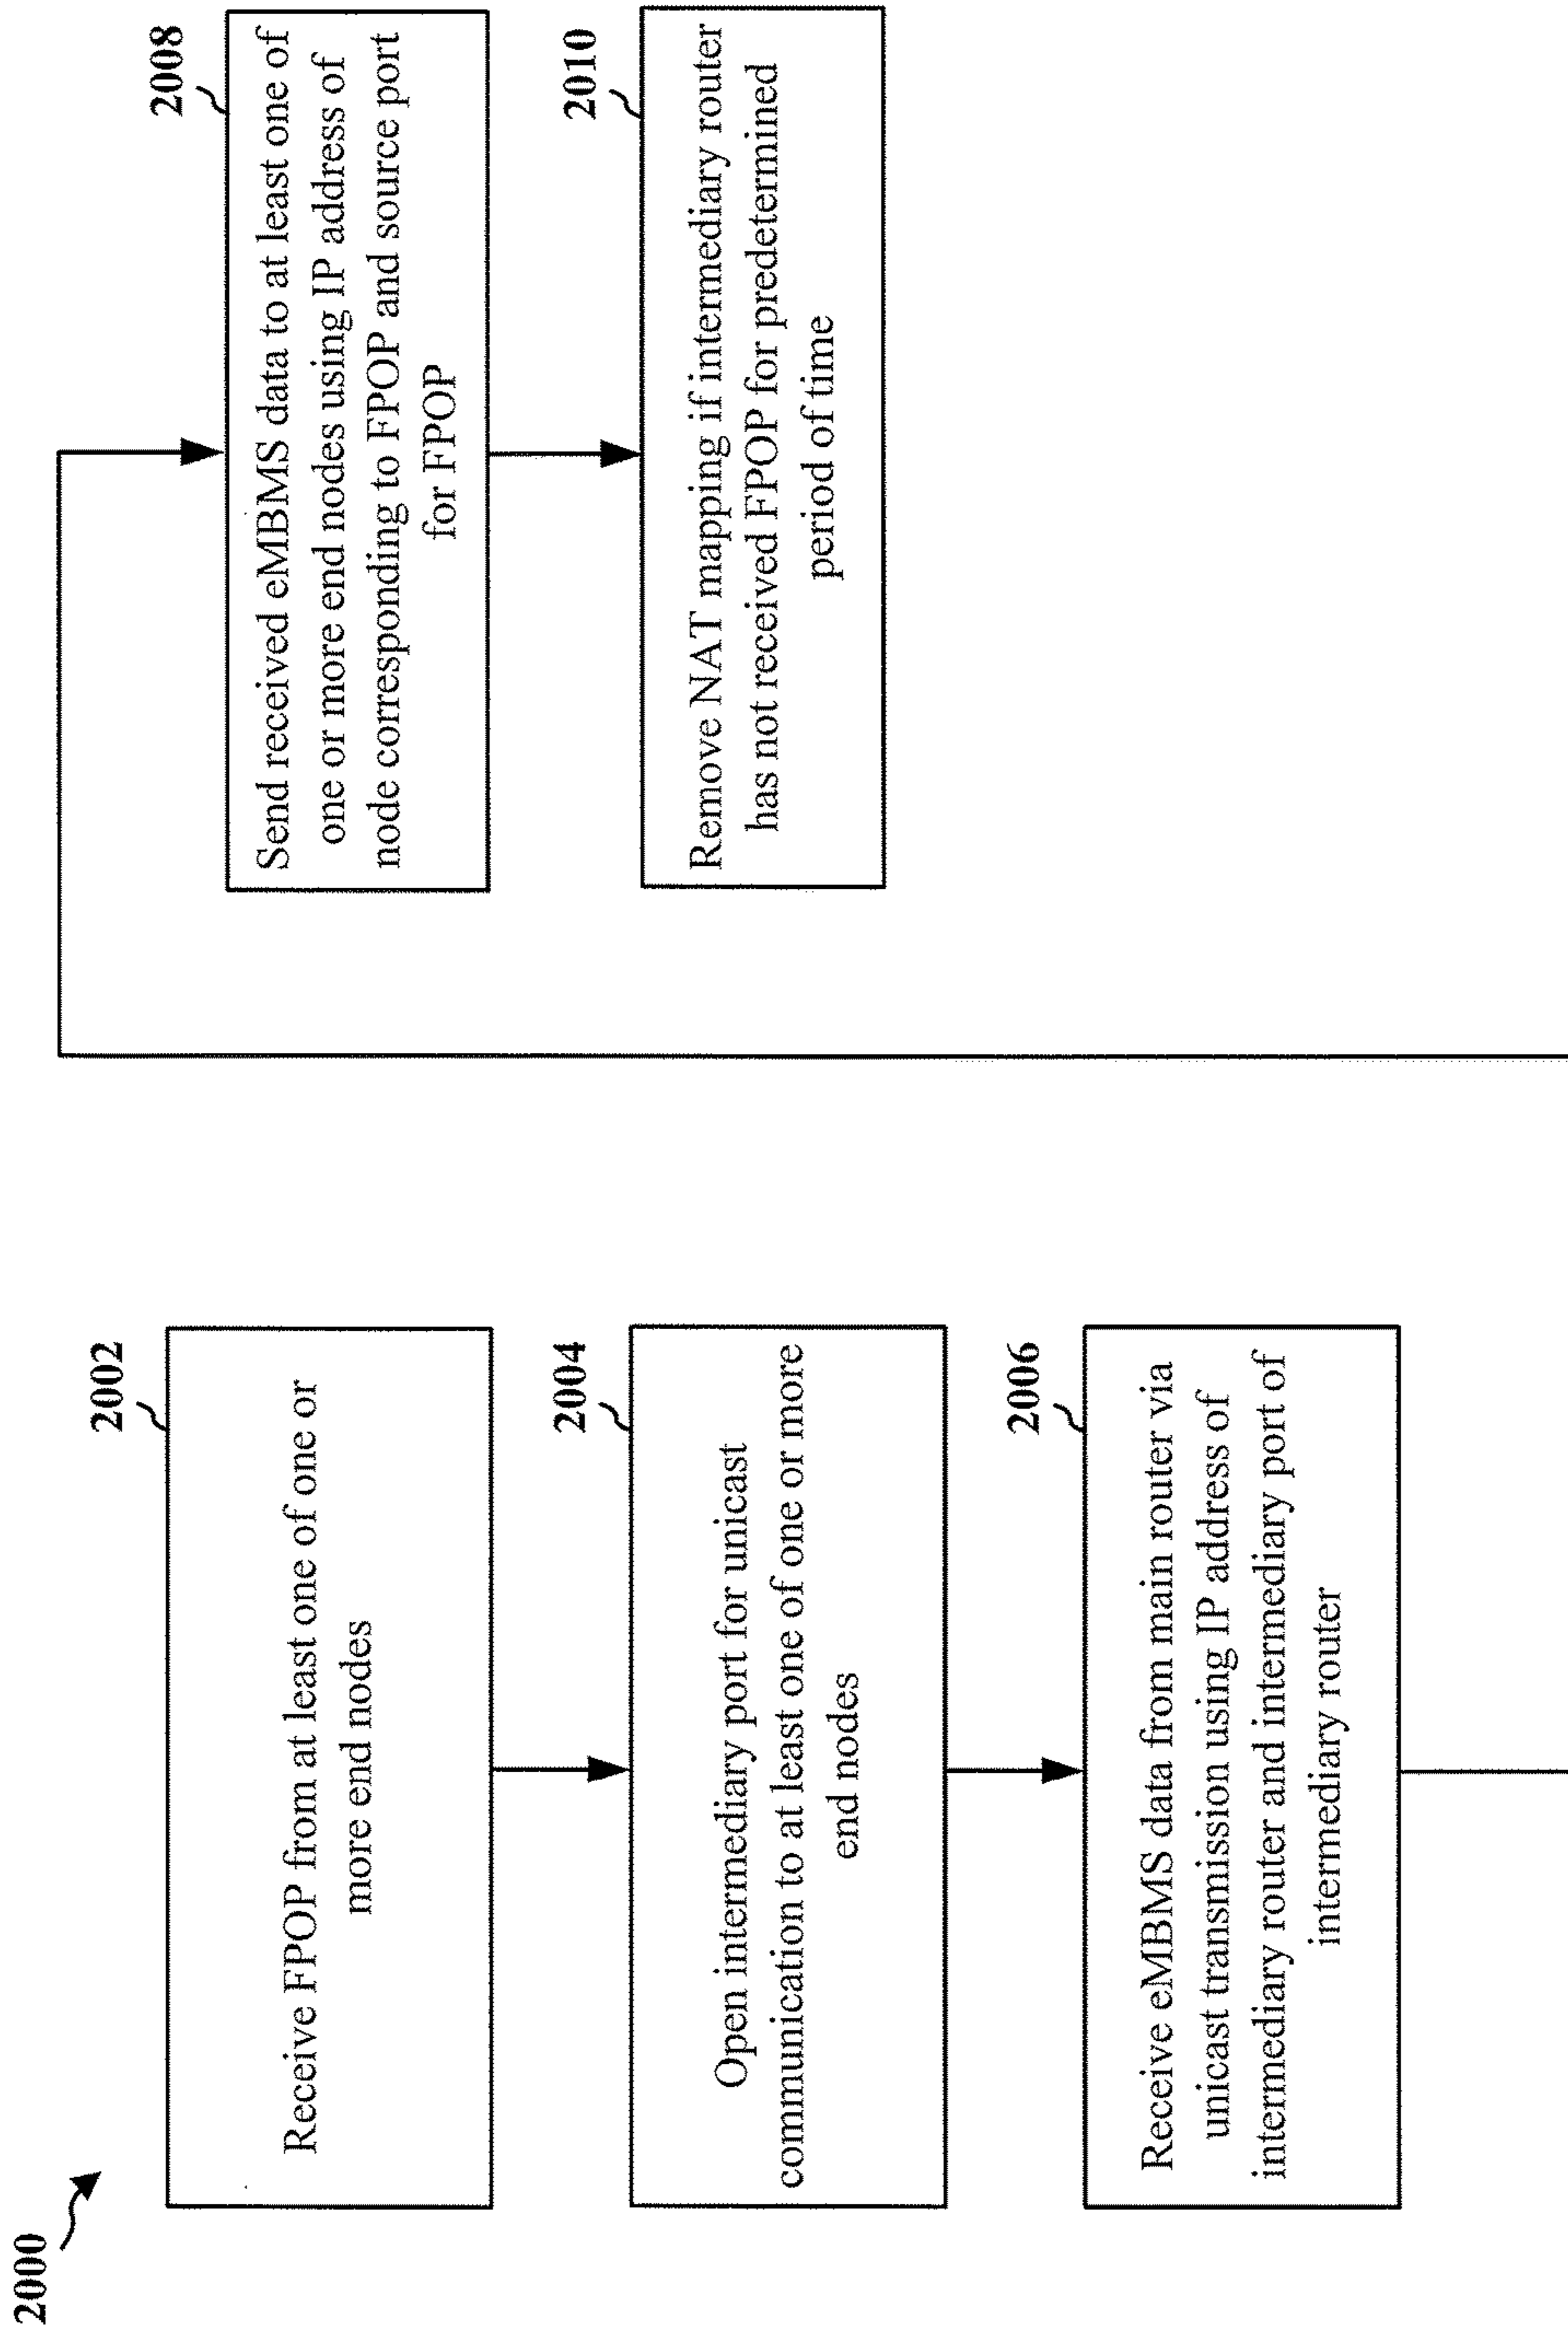 2000
2002
Receive FPOP from at least one of one or
more end nodes
2004
Open intermediary port for unicast
communication to at least one of one or more
end nodes
2006
Receive eMBMS data from main router via
unicast transmission using IP address of
intermediary router and intermediary port of
intermediary router
2008
Send received eMBMS data to at least one of
one or more end nodes using IP address of
node corresponding to FPOP and source port
for FPOP
2010
Remove NAT mapping if intermediary router
has not received FPOP for predetermined
period of time